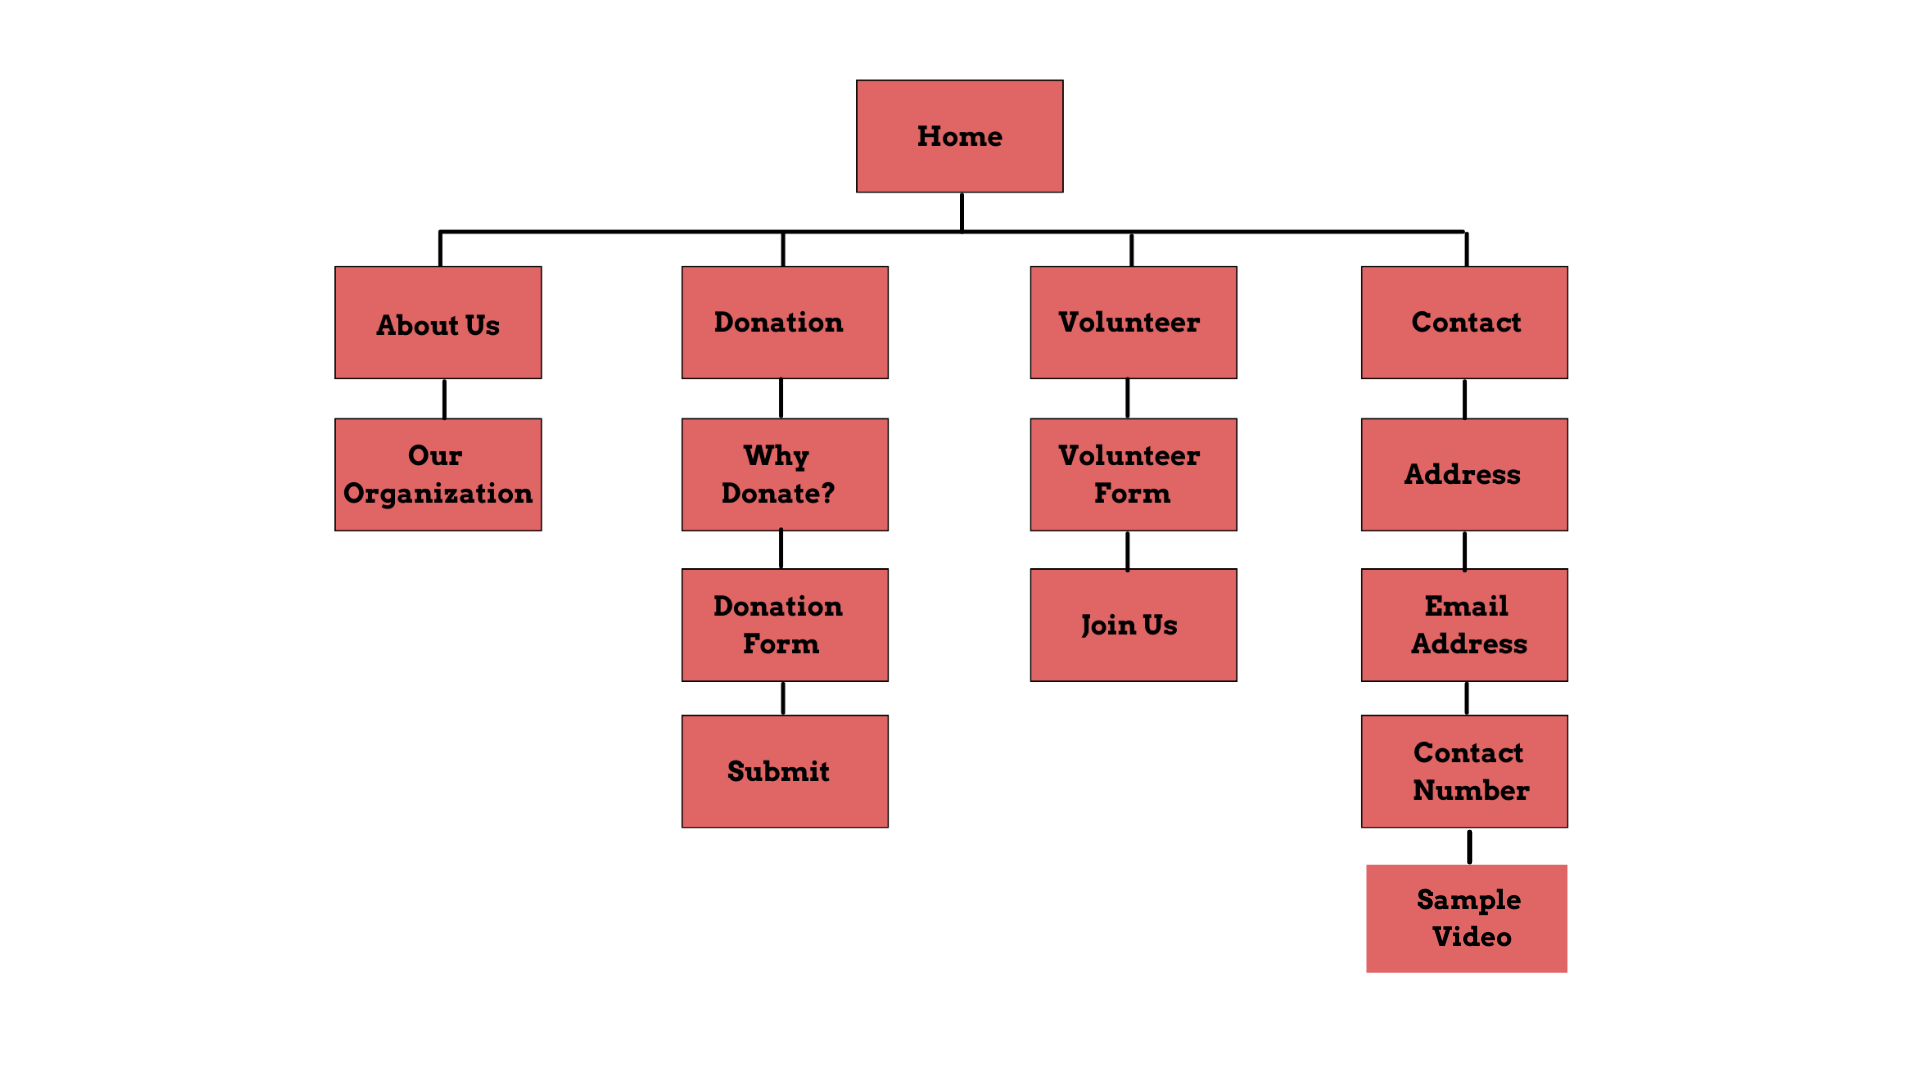 Home
About Us
Donation
Volunteer
Contact
Our
Organization
Why
Donate?
Volunteer
Form
Address
Donation
Form
Join Us
Email
Address
Submit
Contact
Number
Sample
Video